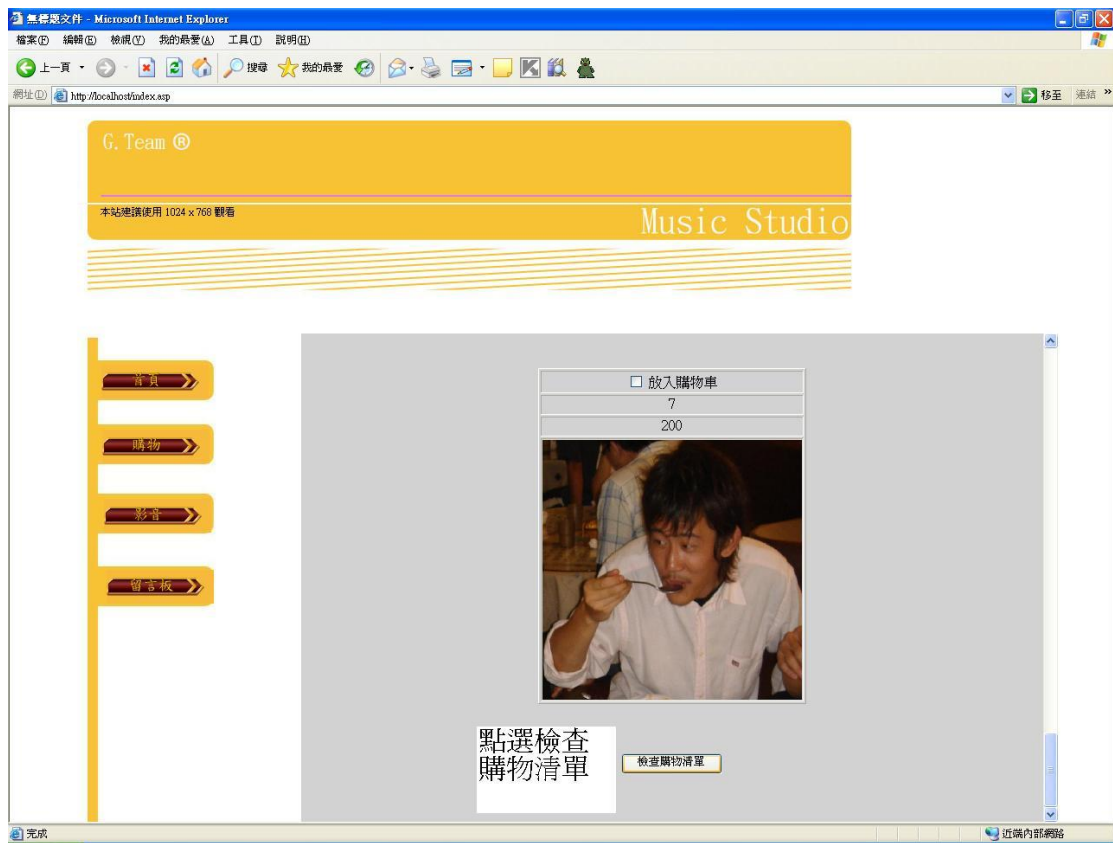 無標題文件 - Microsoft Internet Explorer
檔案(F) 編輯(E) 檢視(V) 我的最愛(A) 工具(T) 說明(H)
上一頁 搜尋 我的最愛
網址(D) http://localhost/index.asp 移至 連結 »
G.Team ®
本站建議使用 1024 x 768 觀看
Music Studio
首頁
購物
影音
留言板
放入購物車
7
200
點選檢查
購物清單
檢查購物清單
完成
近端內部網路